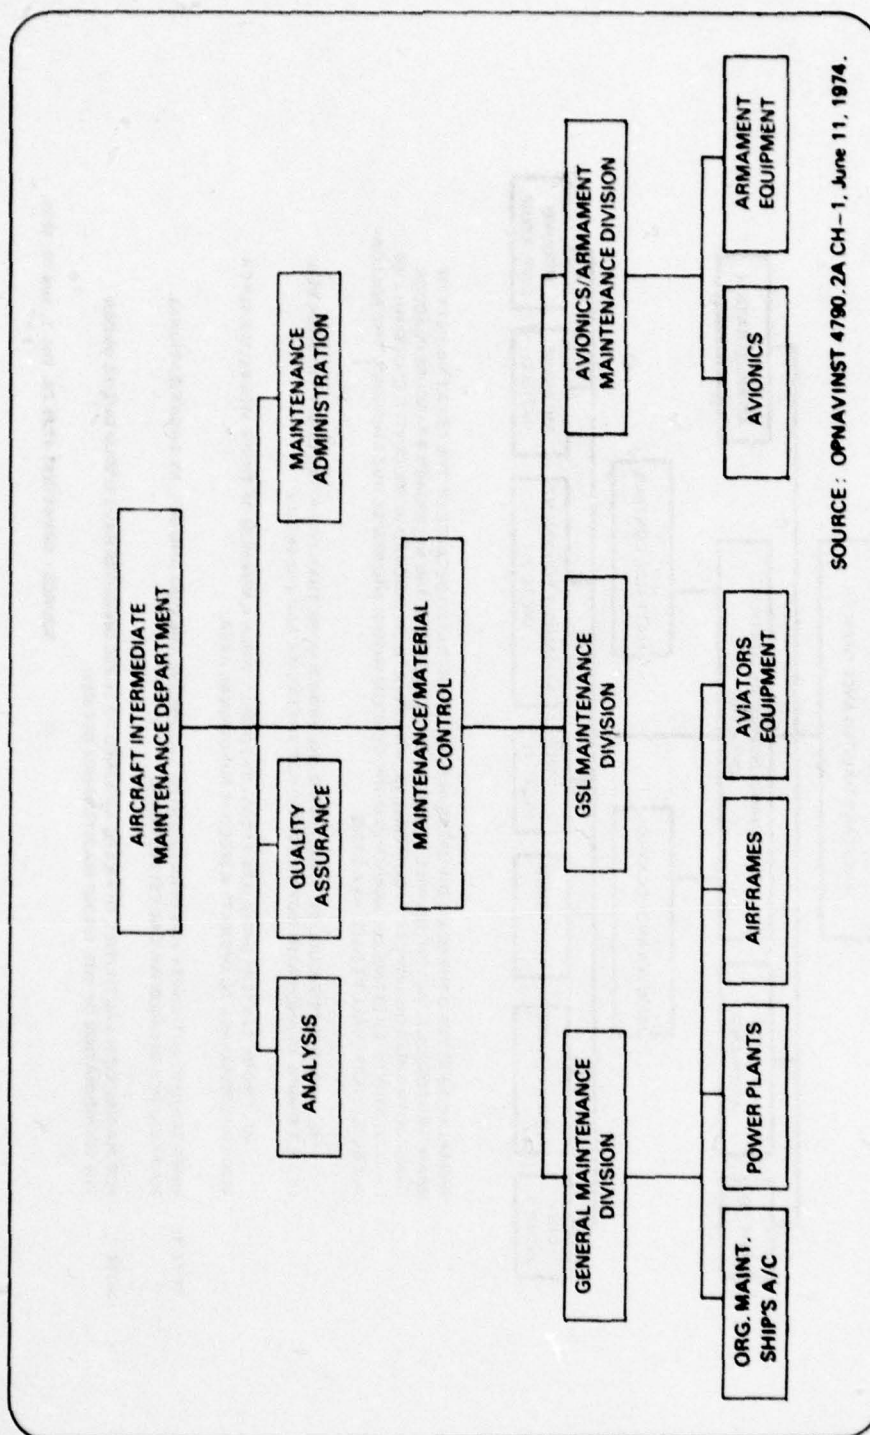 AIRCRAFT INTERMEDIATE
MAINTENANCE DEPARTMENT
ANALYSIS
QUALITY
ASSURANCE
MAINTENANCE
ADMINISTRATION
MAINTENANCE/MATERIAL
CONTROL
GENERAL MAINTENANCE
DIVISION
GSL MAINTENANCE
DIVISION
AVIONICS/ARMAMENT
MAINTENANCE DIVISION
ORG. MAINT.
SHIP'S A/C
POWER PLANTS
AIRFRAMES
AVIATORS
EQUIPMENT
AVIONICS
ARMAMENT
EQUIPMENT
SOURCE: OPNAVINST 4790.2A CH-1, June 11, 1974.